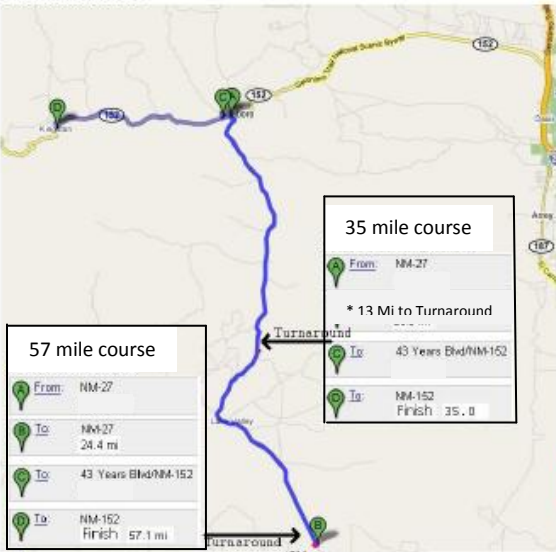 152
152
152
C
D
35 mile course
A From: NM-27
* 13 Mi to Turnaround
C To: 43 Years Blvd/NM-152
D To: NM-152
Finish 35.0
187
Turnaround
57 mile course
A From: NM-27
B To: NM-27
24.4 mi
C To: 43 Years Blvd/NM-152
D To: NM-152
Finish 57.1 mi
Turnaround
B